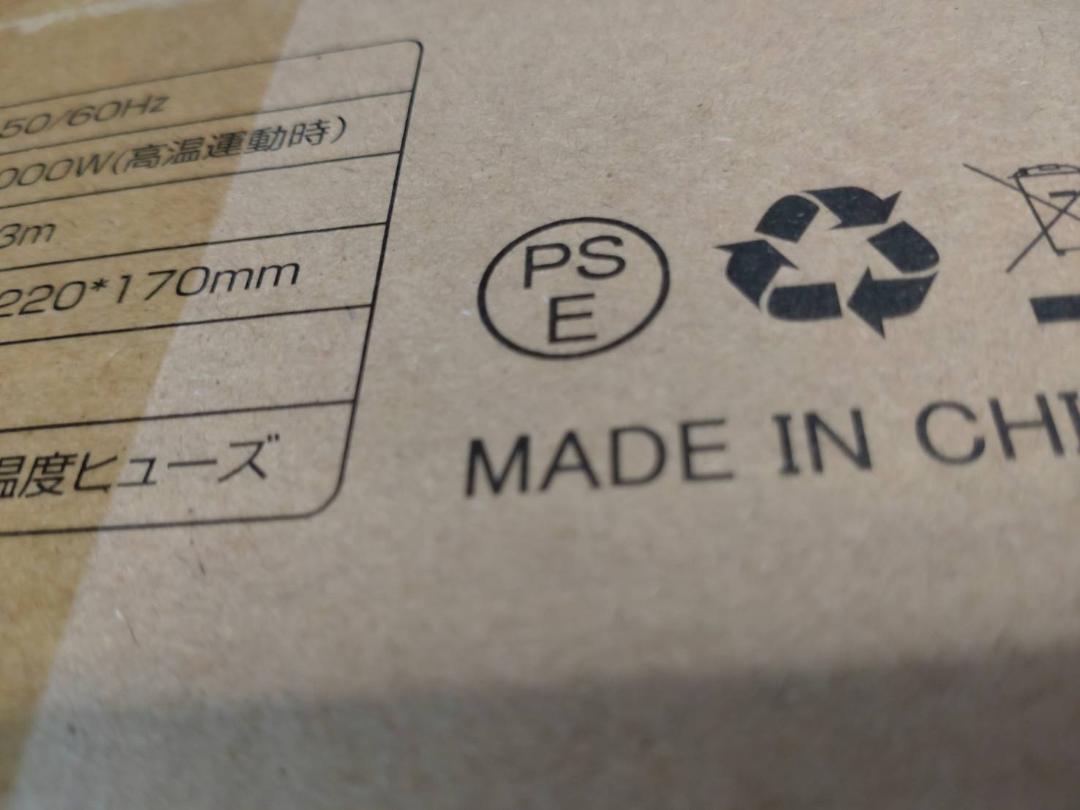 50/60Hz
000W(高温運動時)
3m
220*170mm
温度ヒューズ
PS
E
MADE IN CHI